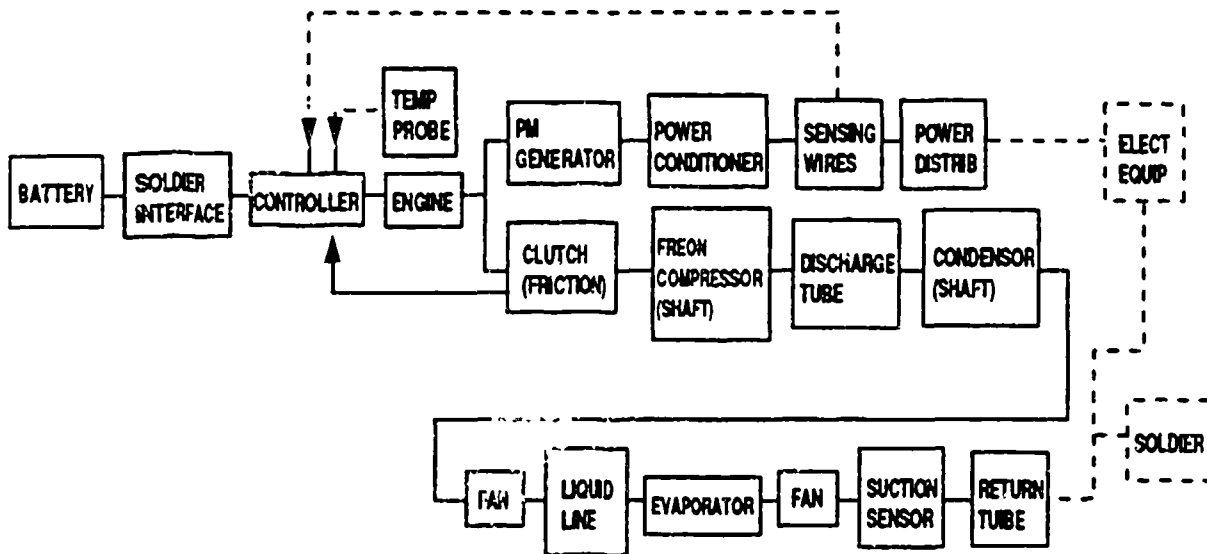 TEMP
PROBE
PM
GENERATOR
POWER
CONDITIONER
SENSING
WIRES
POWER
DISTRIB
ELECT
EQUIP
BATTERY
SOLDIER
INTERFACE
CONTROLLER
ENGINE
CLUTCH
(FRICTION)
FREON
COMPRESSOR
(SHAFT)
DISCHARGE
TUBE
CONDENSOR
(SHAFT)
SOLDIER
FAN
LIQUID
LINE
EVAPORATOR
FAN
SUCTION
SENSOR
RETURN
TUBE